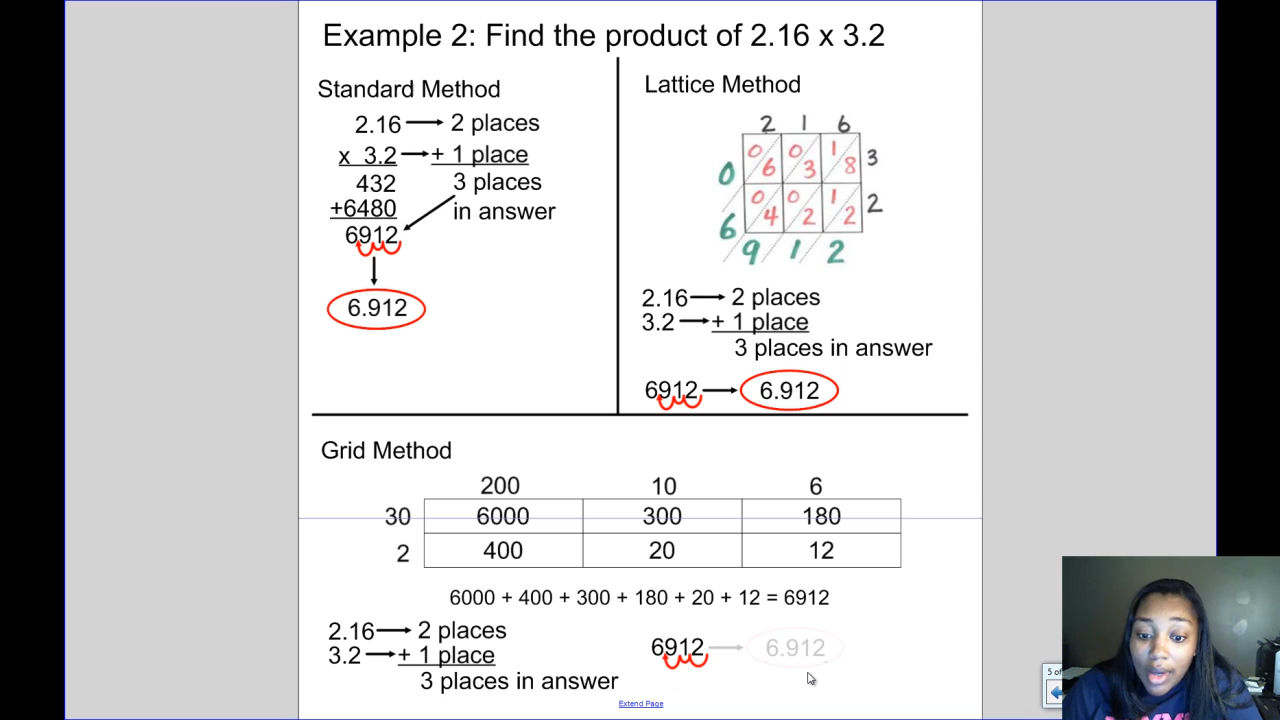 Example 2: Find the product of 2.16 x 3.2
Standard Method
2.16 → 2 places
x 3.2 → + 1 place
432 3 places
+6480 in answer
6912
6.912
Lattice Method
2 1 6
0 6 0 3 1 8 3
0
0 4 0 2 1 2 2
6
9 1 2
2.16 → 2 places
3.2 → + 1 place
3 places in answer
6912 → 6.912
Grid Method
200 10 6
30 6000 300 180
2 400 20 12
6000 + 400 + 300 + 180 + 20 + 12 = 6912
2.16 → 2 places
3.2 → + 1 place
3 places in answer
6912 → 6.912
Extend Page
5 of